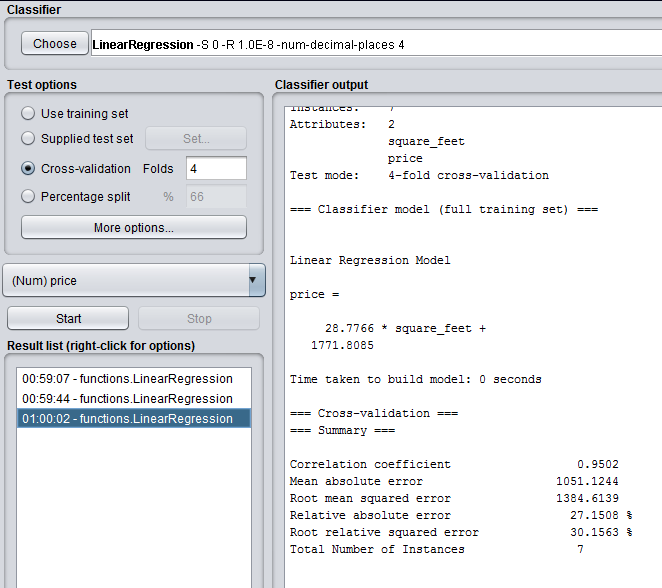 Classifier
Choose
LinearRegression -S 0 -R 1.0E-8 -num-decimal-places 4
Test options
Use training set
Supplied test set
Set...
Cross-validation Folds 4
Percentage split % 66
More options...
(Num) price
Start
Stop
Result list (right-click for options)
00:59:07 - functions.LinearRegression
00:59:44 - functions.LinearRegression
01:00:02 - functions.LinearRegression
Classifier output
Instances: 7
Attributes: 2
square_feet
price
Test mode: 4-fold cross-validation
=== Classifier model (full training set) ===
Linear Regression Model
price =
28.7766 * square_feet +
1771.8085
Time taken to build model: 0 seconds
=== Cross-validation ===
=== Summary ===
Correlation coefficient 0.9502
Mean absolute error 1051.1244
Root mean squared error 1384.6139
Relative absolute error 27.1508 %
Root relative squared error 30.1563 %
Total Number of Instances 7